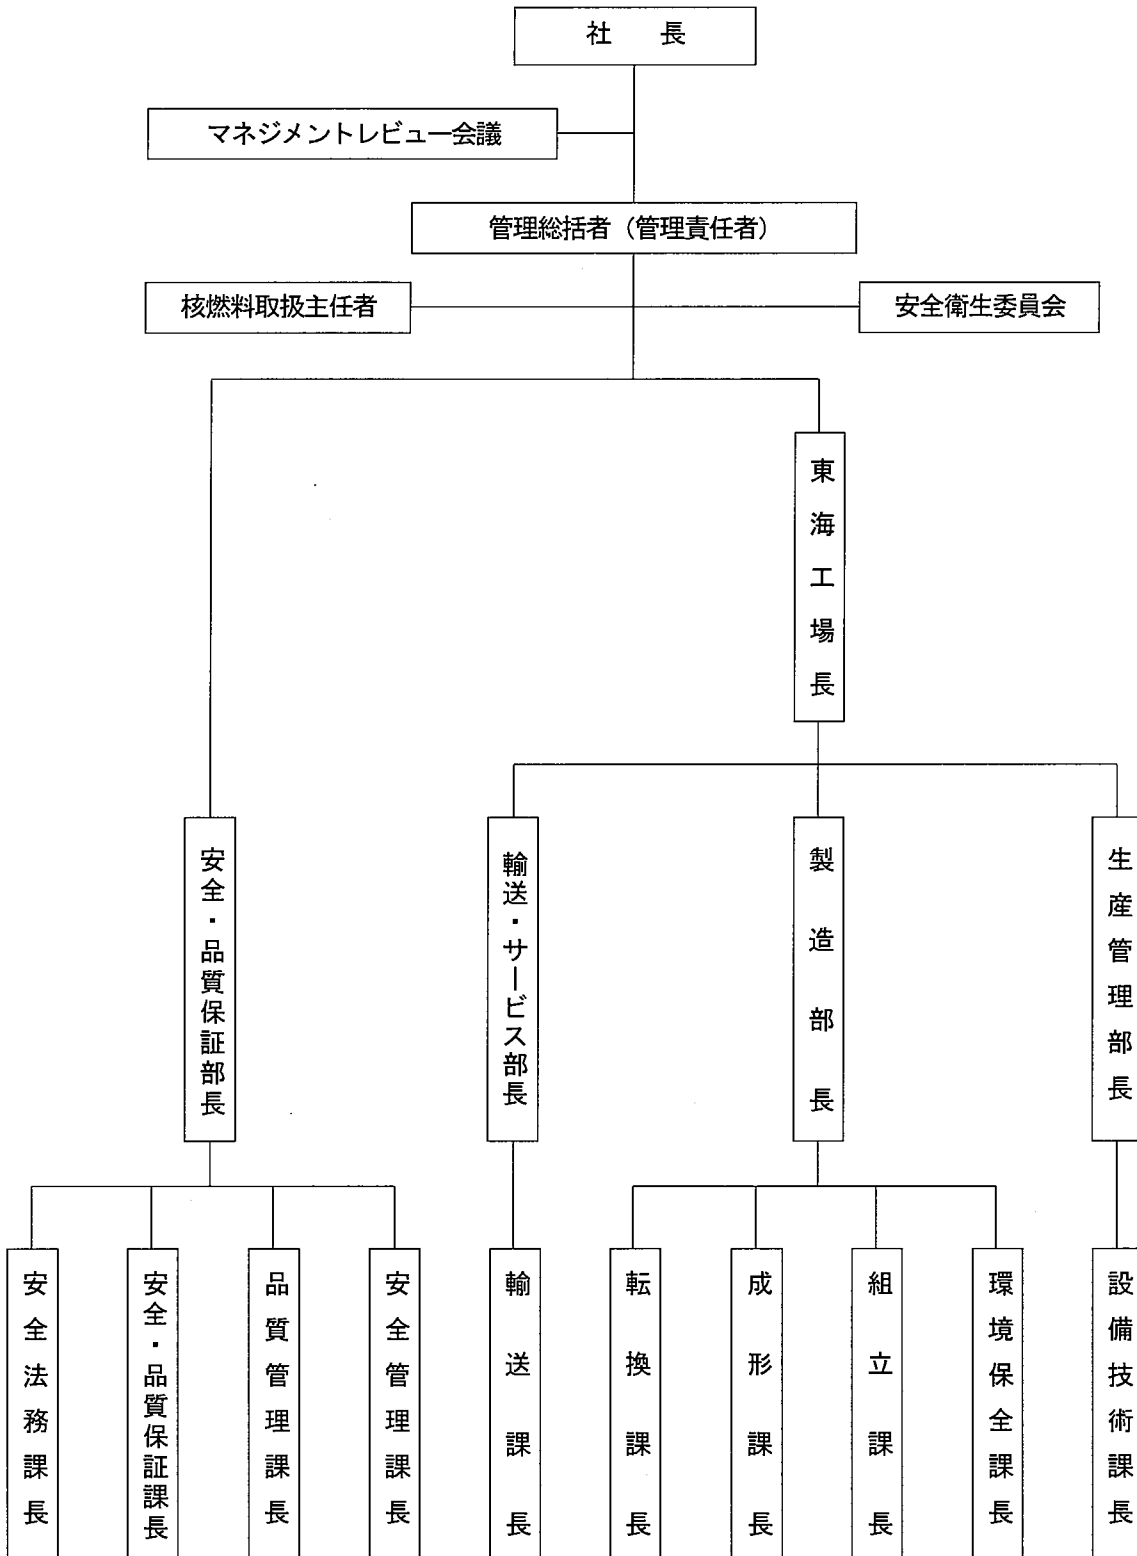 社　長
マネジメントレビュー会議
管理総括者（管理責任者）
核燃料取扱主任者
安全衛生委員会
東海工場長
安全・品質保証部長
輸送・サービス部長
製造部長
生産管理部長
安全法務課長
安全・品質保証課長
品質管理課長
安全管理課長
輸送課長
転換課長
成形課長
組立課長
環境保全課長
設備技術課長